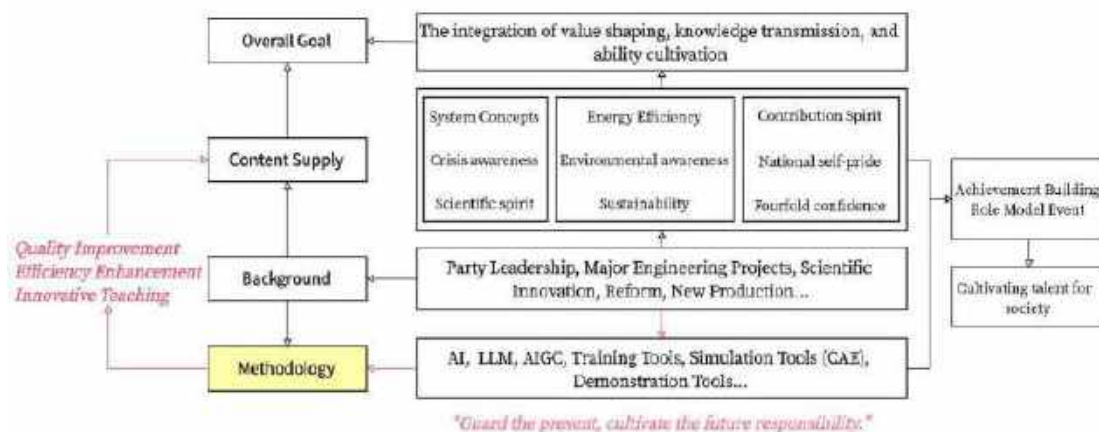 Overall Goal
The integration of value shaping, knowledge transmission, and
ability cultivation
Content Supply
System Concepts
Crisis awareness
Scientific spirit
Energy Efficiency
Environmental awareness
Sustainability
Contribution Spirit
National self-pride
Fourfold confidence
Achievement Building
Role Model Event
Cultivating talent for
society
Quality Improvement
Efficiency Enhancement
Innovative Teaching
Background
Party Leadership, Major Engineering Projects, Scientific
Innovation, Reform, New Production...
Methodology
AI, LLM, AIGC, Training Tools, Simulation Tools (CAE),
Demonstration Tools...
"Guard the present, cultivate the future responsibility."